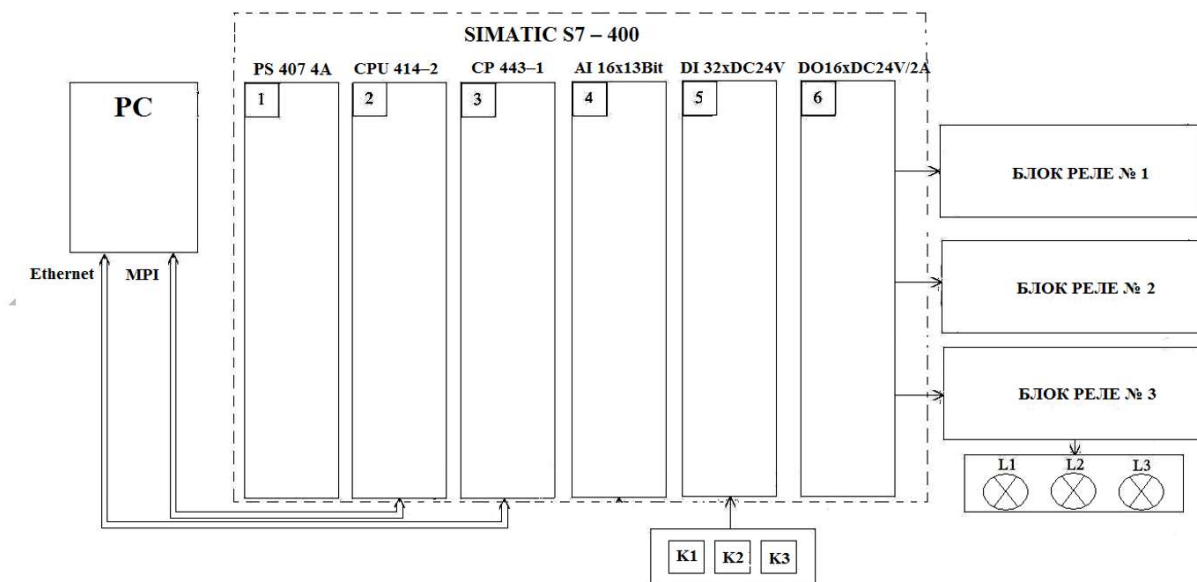 SIMATIC S7 – 400
PS 407 4A CPU 414–2 CP 443–1 AI 16x13Bit DI 32xDC24V DO16xDC24V/2A
PC
1 2 3 4 5 6
БЛОК РЕЛЕ № 1
Ethernet MPI
БЛОК РЕЛЕ № 2
БЛОК РЕЛЕ № 3
L1 L2 L3
K1 K2 K3